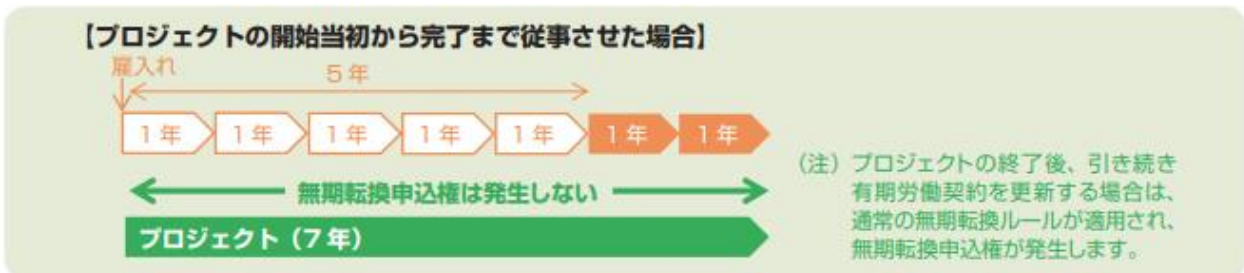 【プロジェクトの開始当初から完了まで従事させた場合】
雇入れ
5年
1年 1年 1年 1年 1年 1年 1年
無期転換申込権は発生しない
プロジェクト（7年）
（注）プロジェクトの終了後、引き続き
有期労働契約を更新する場合は、
通常の無期転換ルールが適用され、
無期転換申込権が発生します。